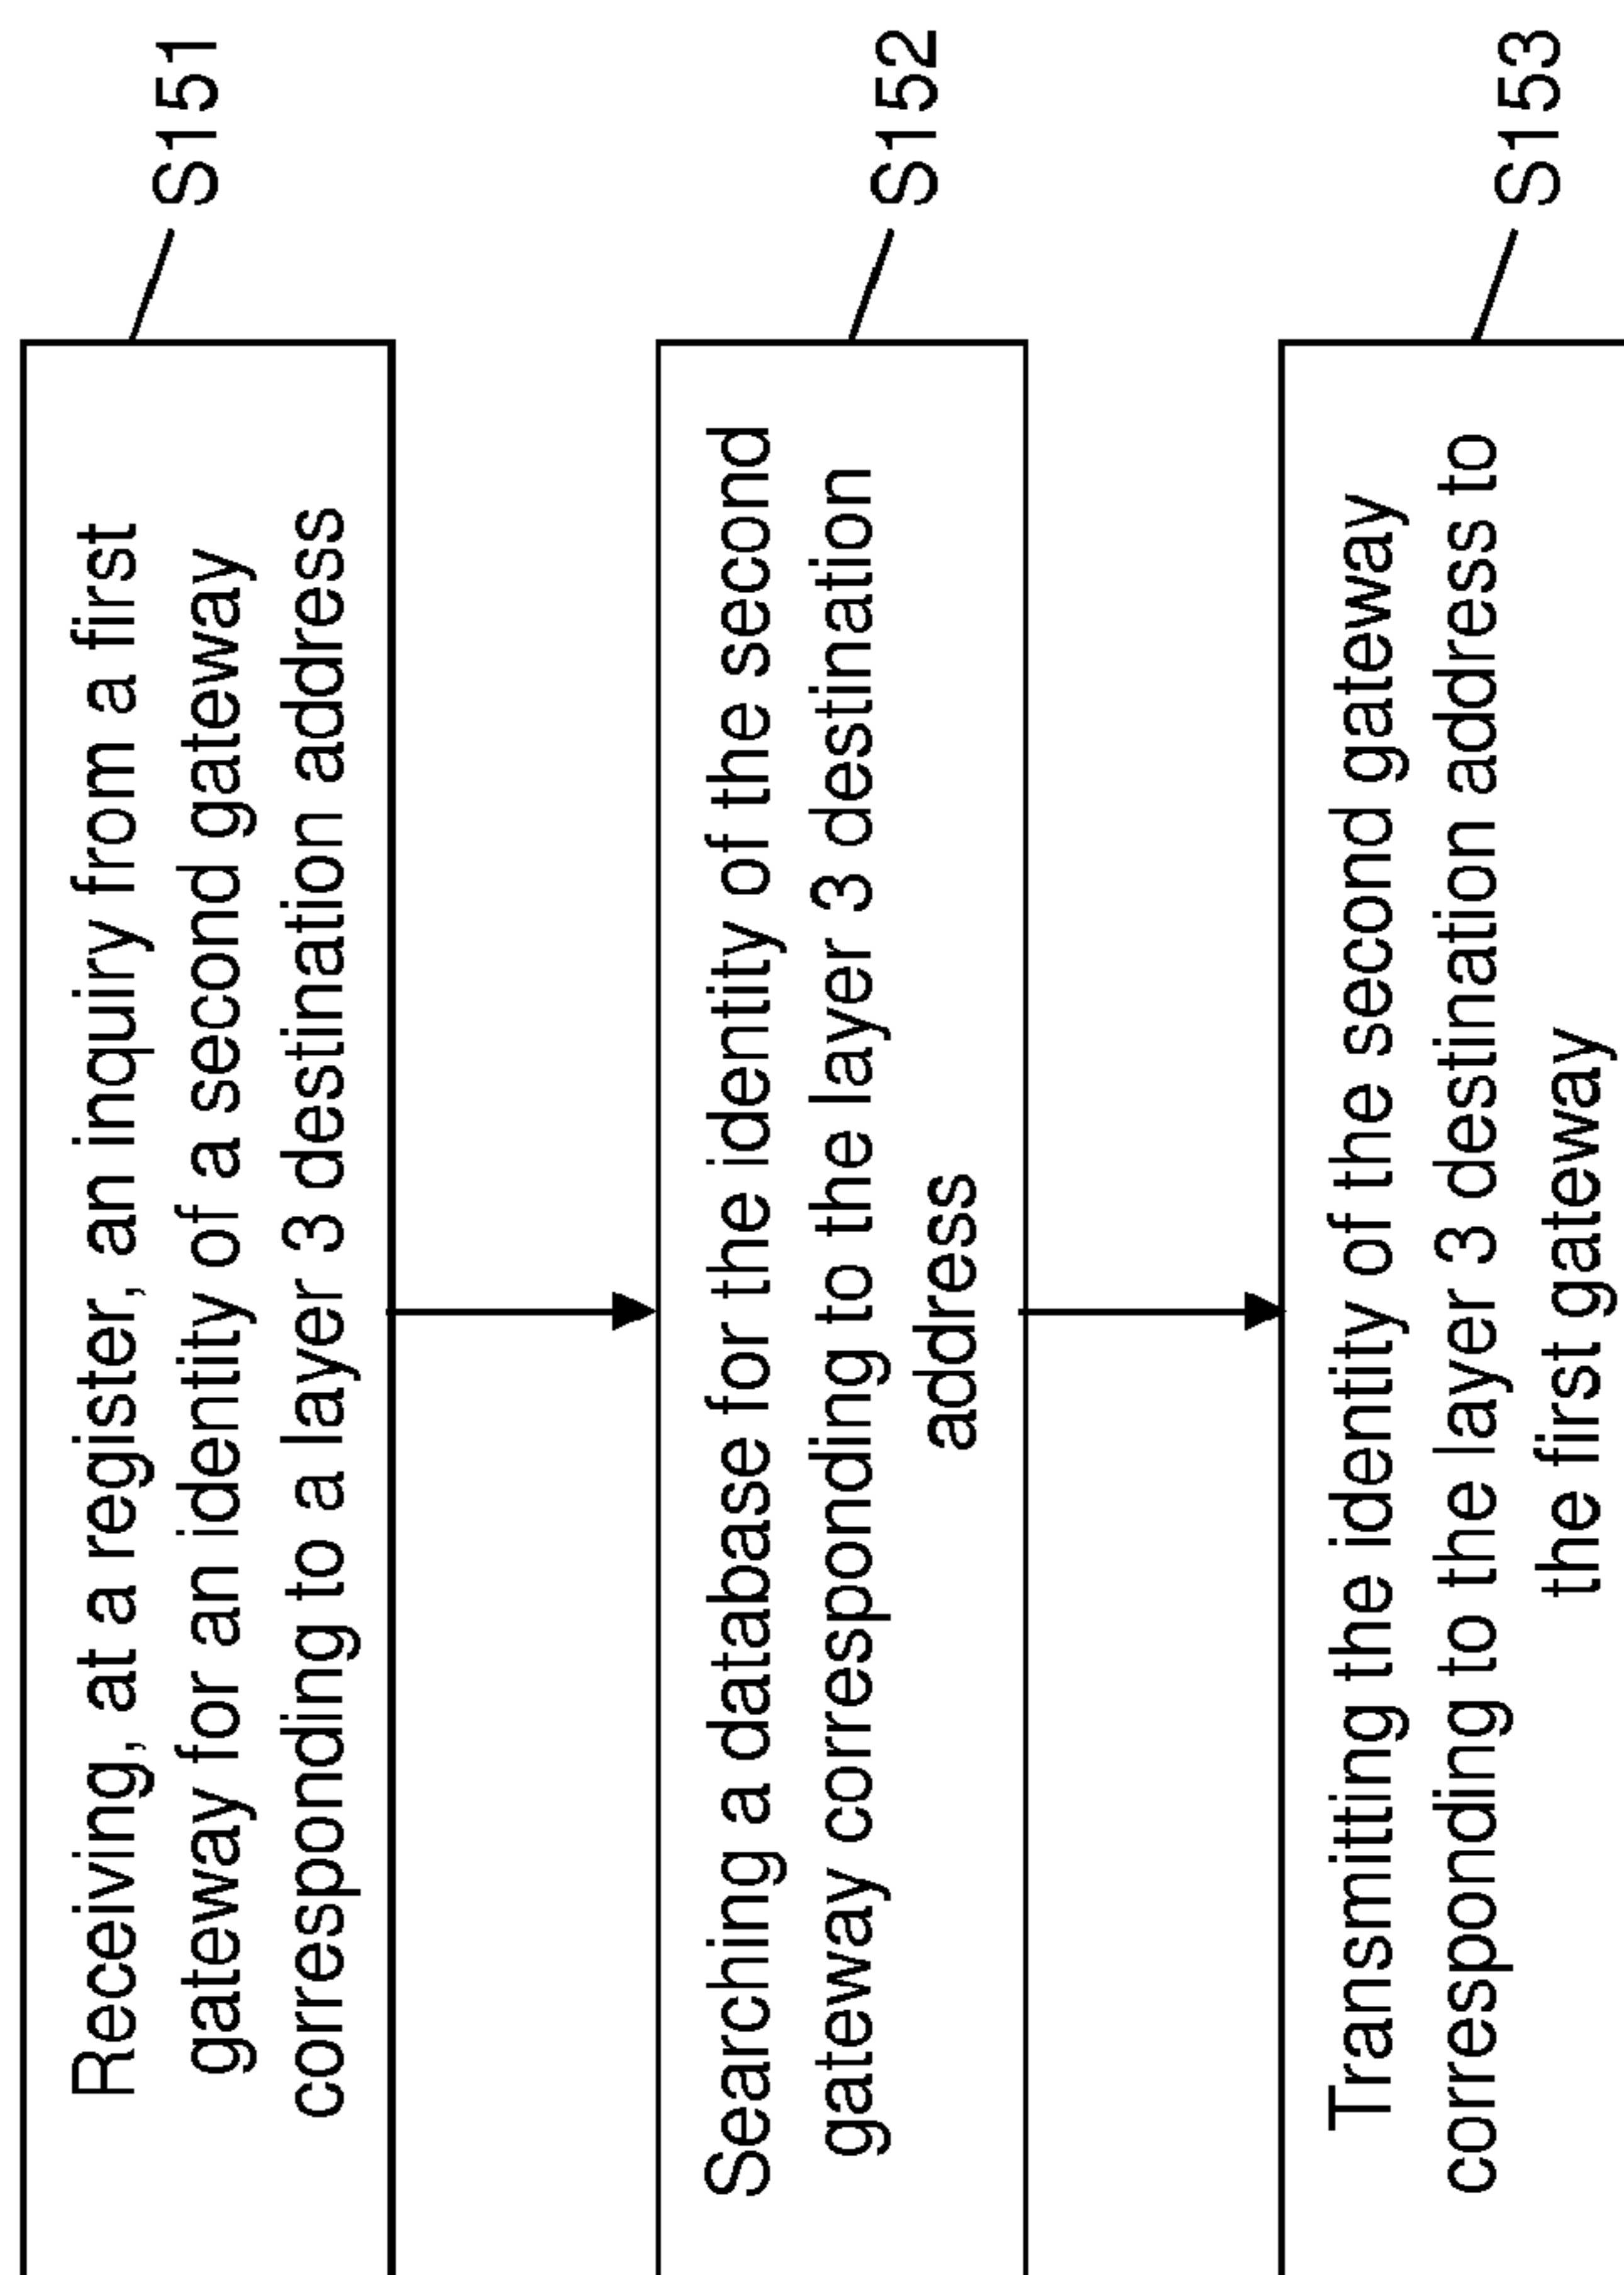 S151
Receiving, at a register, an inquiry from a first
gateway for an identity of a second gateway
corresponding to a layer 3 destination address
S152
Searching a database for the identity of the second
gateway corresponding to the layer 3 destination
address
S153
Transmitting the identity of the second gateway
corresponding to the layer 3 destination address to
the first gateway